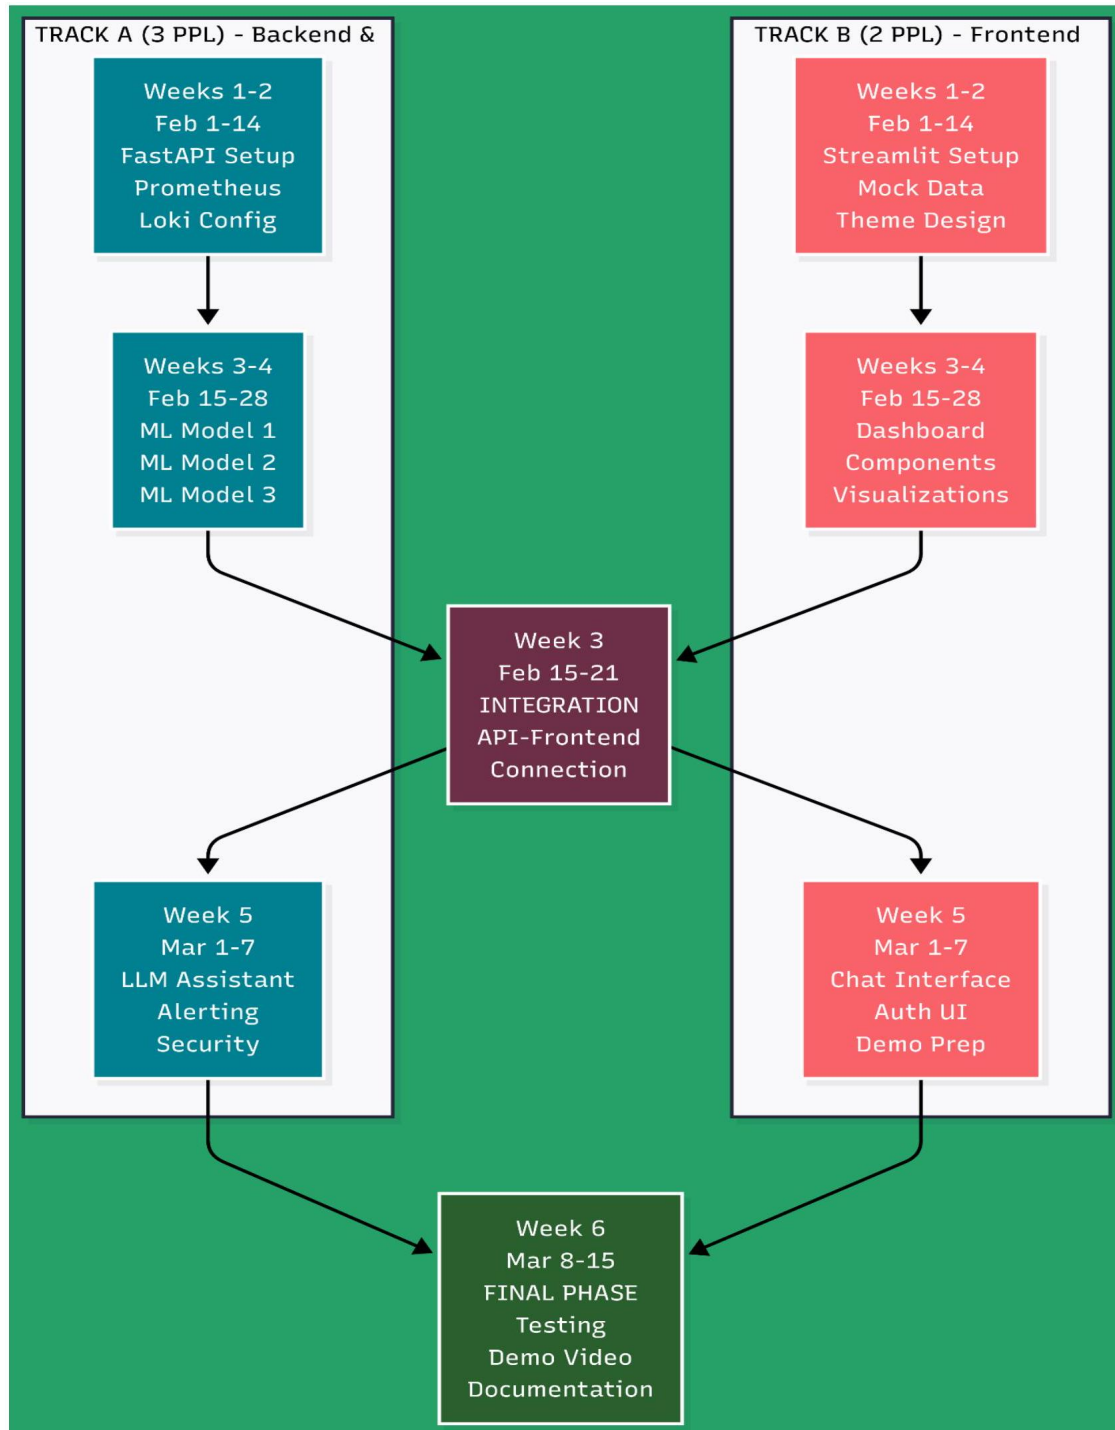 TRACK A (3 PPL) - Backend &
Weeks 1-2
Feb 1-14
FastAPI Setup
Prometheus
Loki Config
Weeks 3-4
Feb 15-28
ML Model 1
ML Model 2
ML Model 3
TRACK B (2 PPL) - Frontend
Weeks 1-2
Feb 1-14
Streamlit Setup
Mock Data
Theme Design
Weeks 3-4
Feb 15-28
Dashboard
Components
Visualizations
Week 3
Feb 15-21
INTEGRATION
API-Frontend
Connection
Week 5
Mar 1-7
LLM Assistant
Alerting
Security
Week 5
Mar 1-7
Chat Interface
Auth UI
Demo Prep
Week 6
Mar 8-15
FINAL PHASE
Testing
Demo Video
Documentation